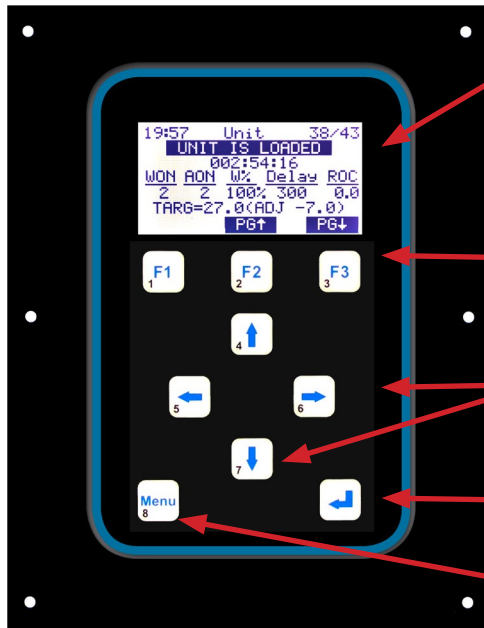 19:57 Unit 38/43
UNIT IS LOADED
002:54:16
WON AON W% Delay ROC
2 2 100% 300 0.0
TARG=27.0(ADJ -7.0)
PG↑ PG↓
F1 F2 F3
1 2 3
4
5 6
7
Menu
8